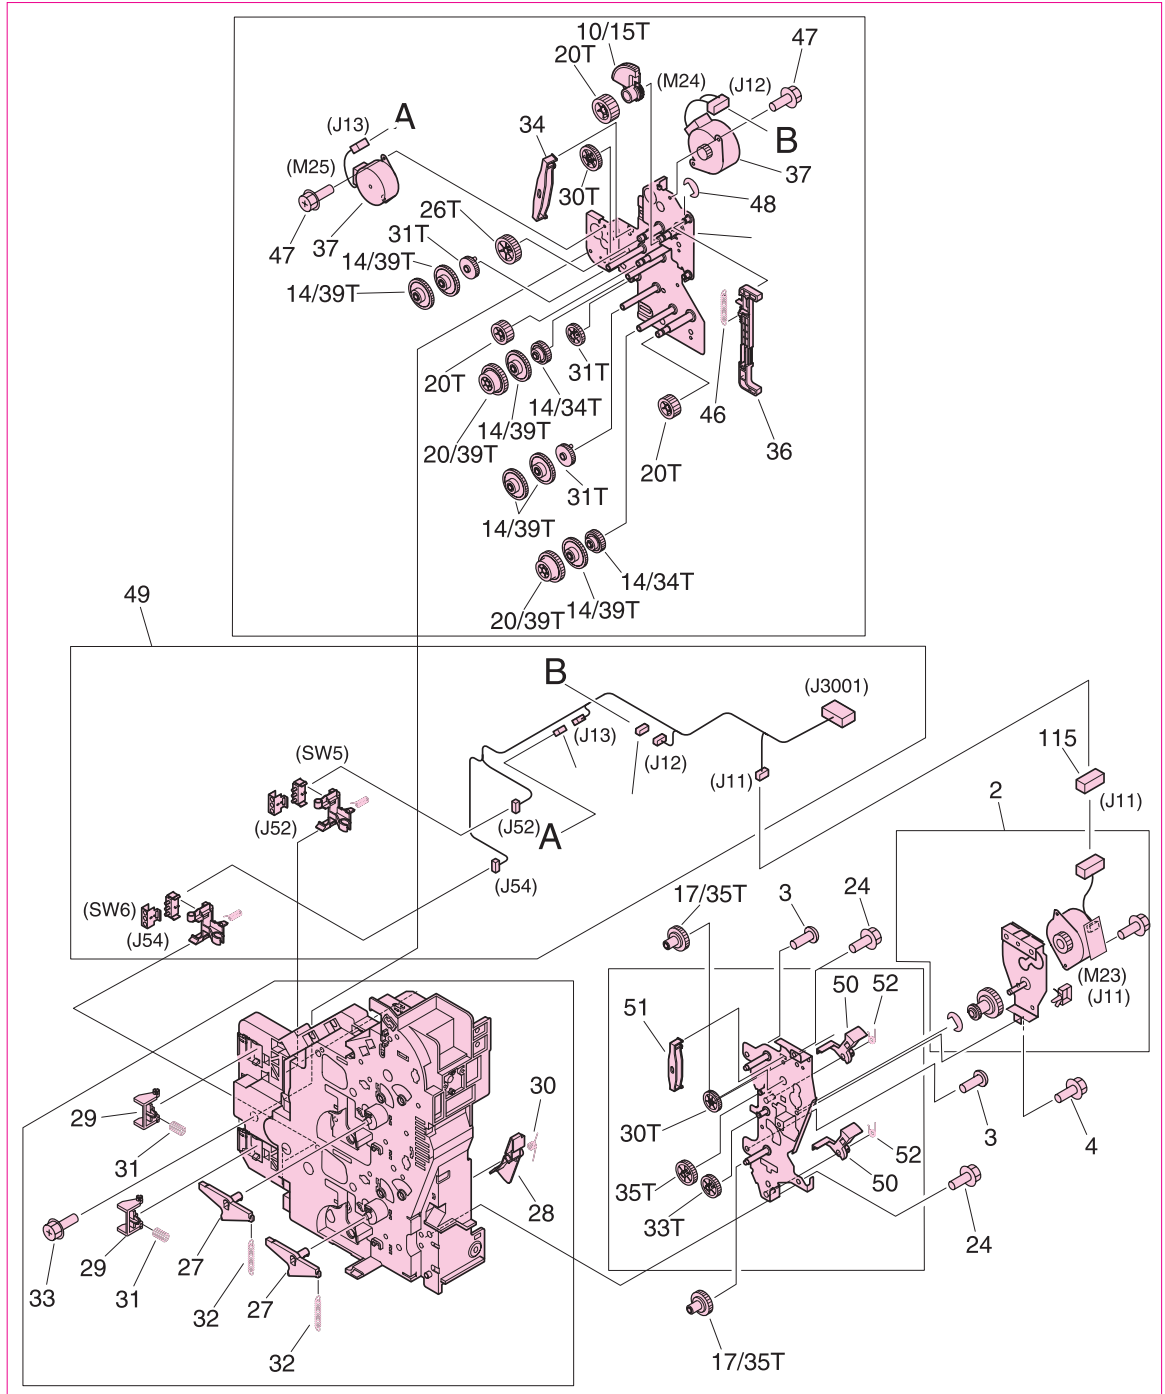 10/15T
47
20T
(M24)
(J12)
A
(J13)
34
B
(M25)
30T
37
48
26T
31T
37
47
14/39T
14/39T
20T
31T
46
14/34T
14/39T
36
20/39T
20T
31T
14/39T
14/34T
14/39T
20/39T
49
B
(J3001)
(J13)
(SW5)
(J12)
115
(J11)
2
(J11)
(J52)
(J52)
A
(J54)
17/35T
3
24
(SW6)
(J54)
(M23)
(J11)
50
52
51
30
29
30T
3
4
31
52
35T
50
28
33T
24
29
27
33
31
32
27
32
17/35T